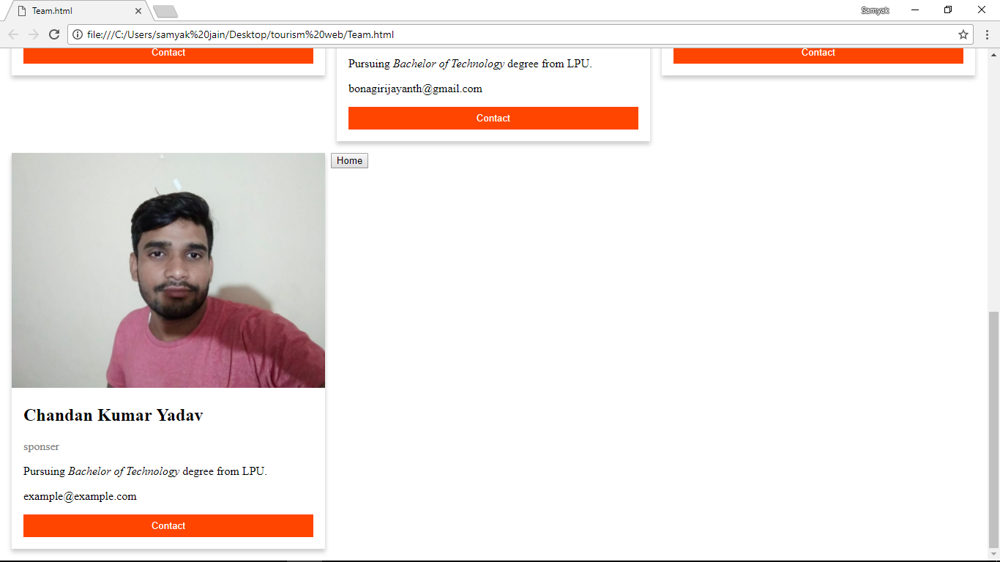 Team.html
Samyak
file:///C:/Users/samyak%20jain/Desktop/tourism%20web/Team.html
Contact
Pursuing Bachelor of Technology degree from LPU.
bonagirijayanth@gmail.com
Contact
Contact
Home
Chandan Kumar Yadav
sponser
Pursuing Bachelor of Technology degree from LPU.
example@example.com
Contact